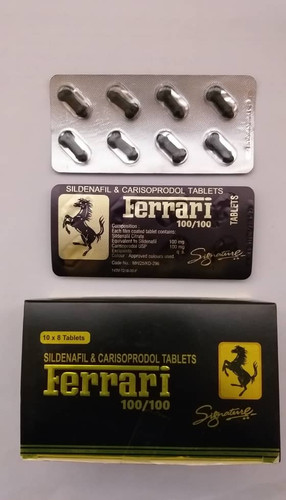 SILDENAFIL & CARISOPRODOL TABLETS
Ferrari
100/100
TABLETS
Composition
Each film coated tablet contains:
Sildenafil Citrate
Equivalent to Sildenafil 100 mg
Carisoprodol USP 100 mg
Excipients
Colour : Approved colours used.
Signature
10 x 8 Tablets
SILDENAFIL & CARISOPRODOL TABLETS
Ferrari
100/100
Signature